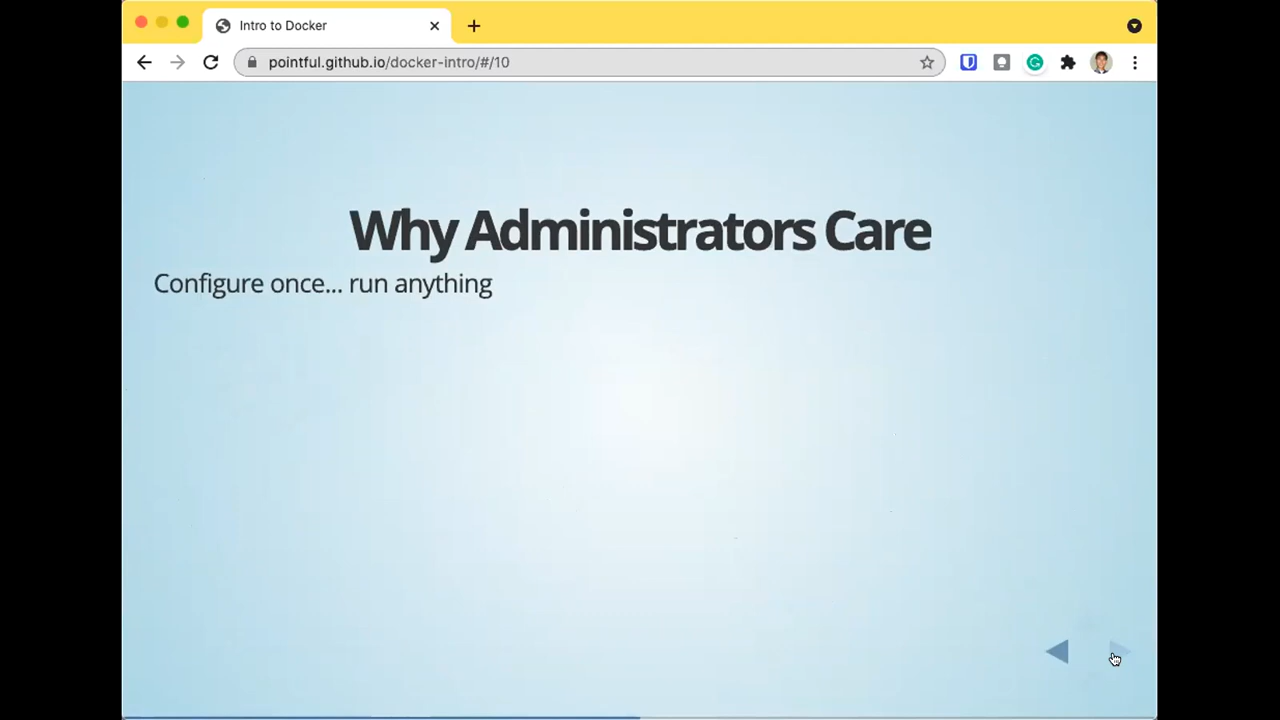 Intro to Docker
pointful.github.io/docker-intro/#/10
Why Administrators Care
Configure once... run anything